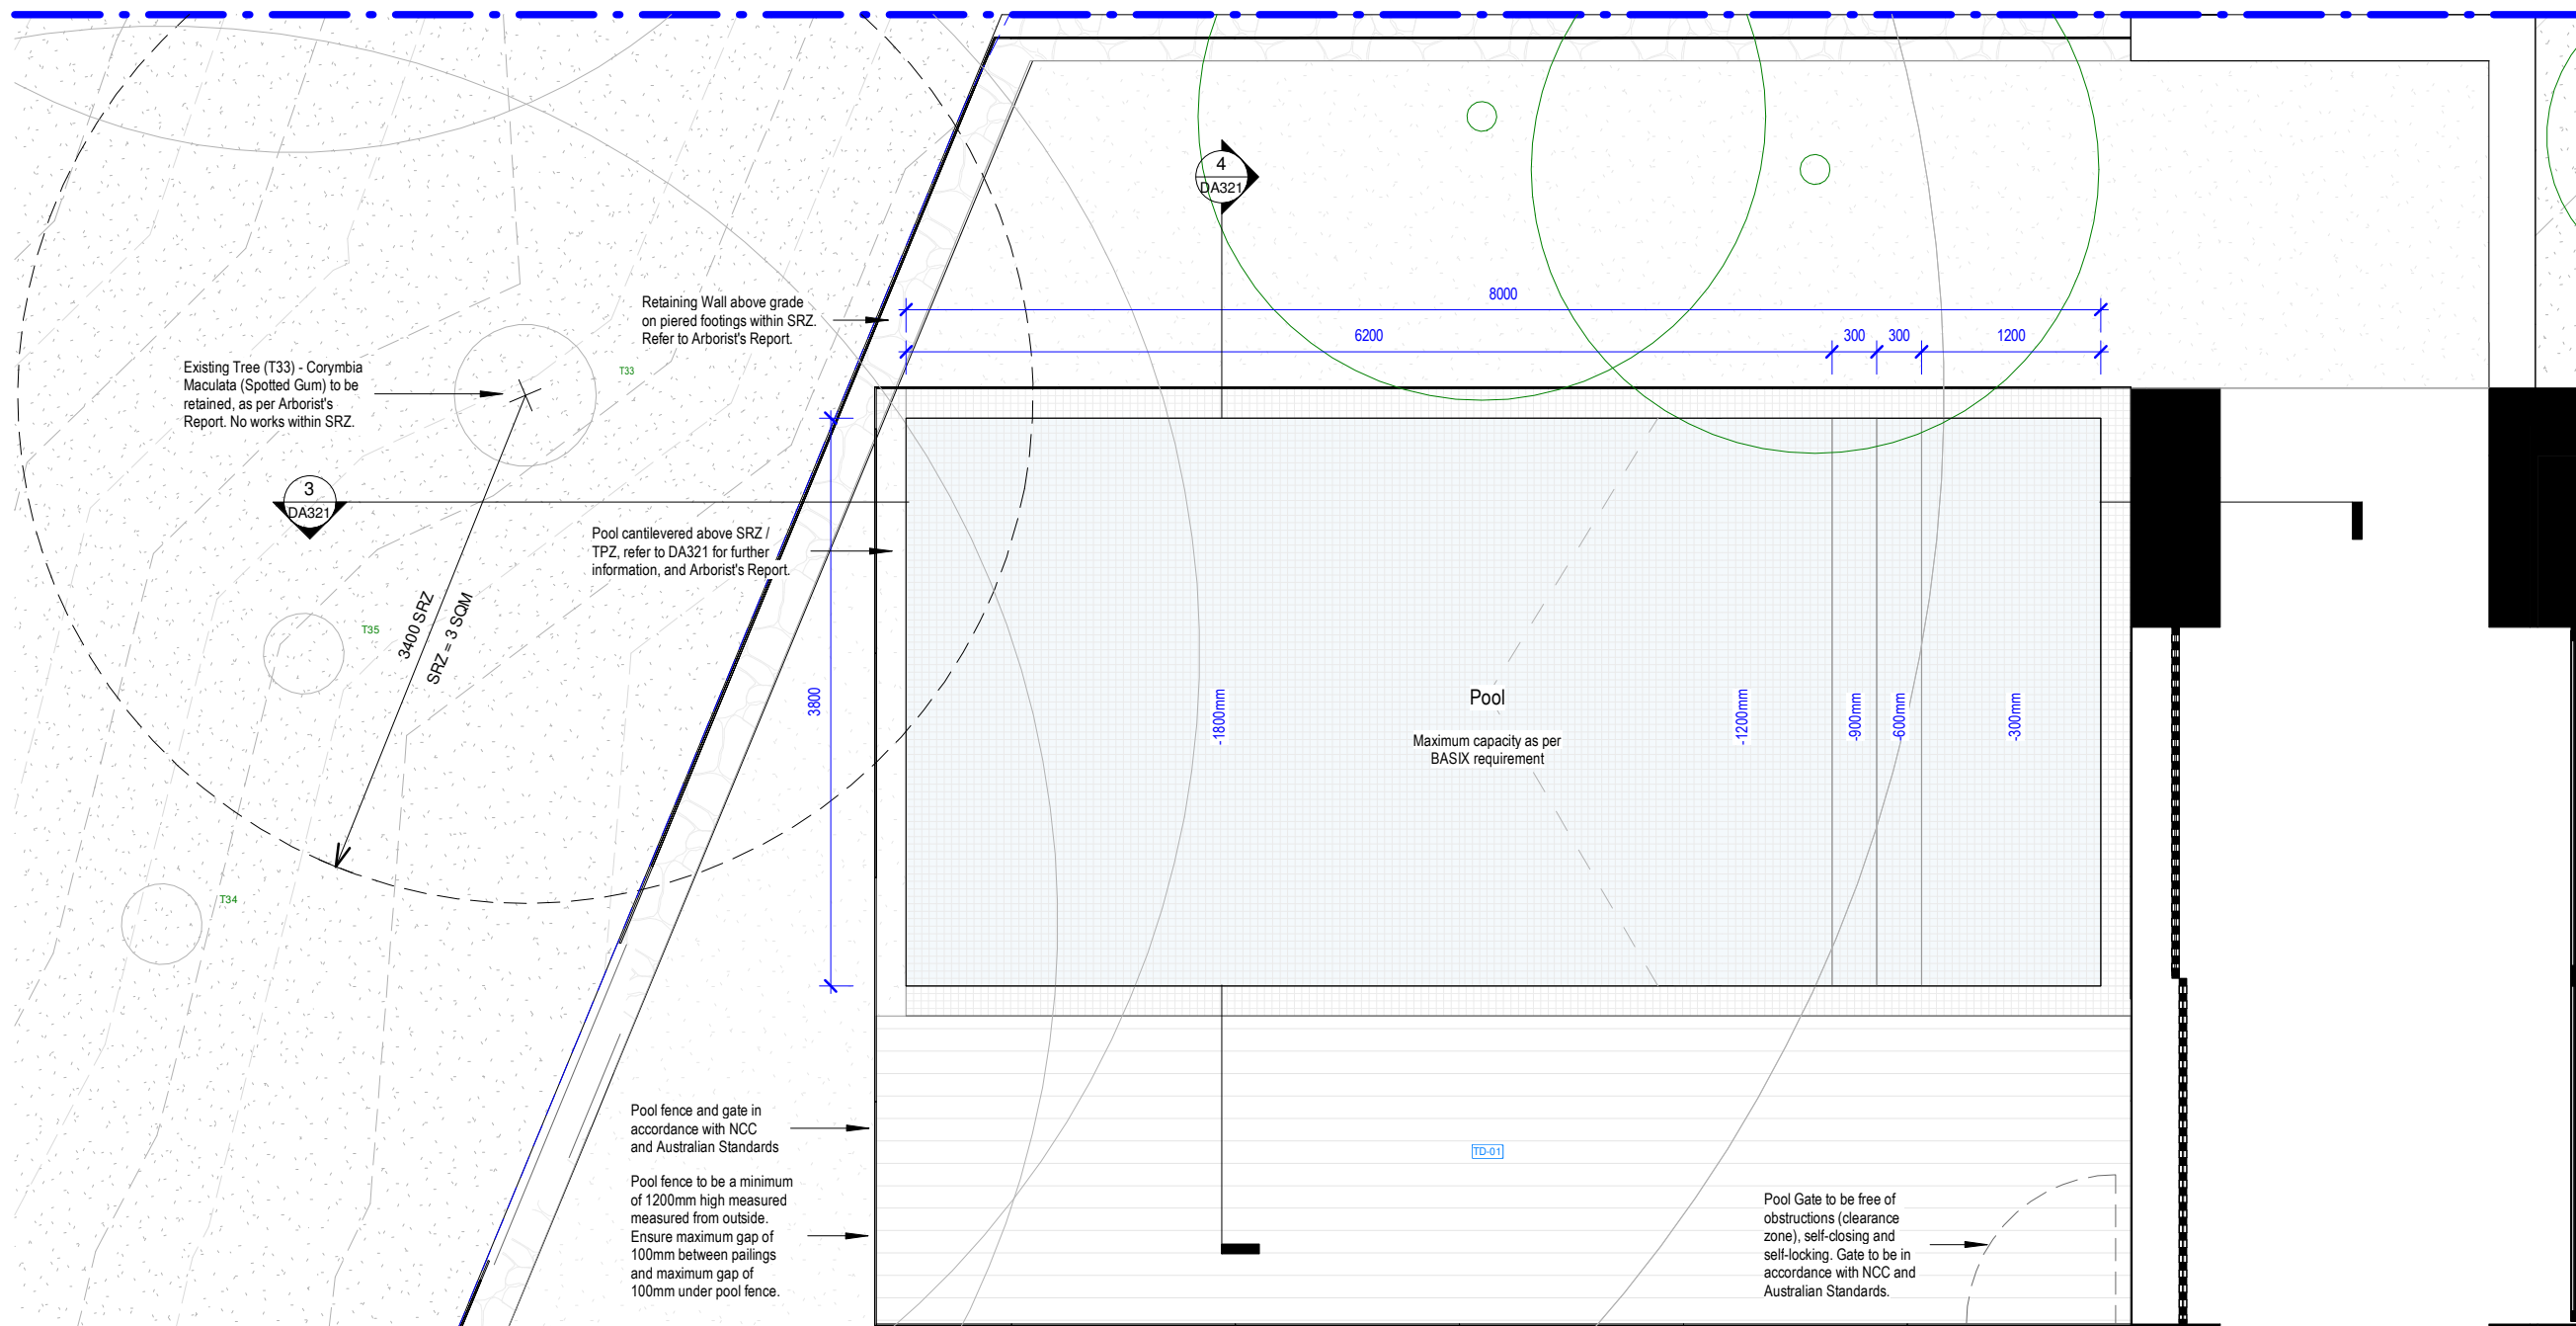 4
DA321
8000
6200
300
300
1200
Retaining Wall above grade
on piered footings within SRZ.
Refer to Arborist's Report.
Existing Tree (T33) - Corymbia
Maculata (Spotted Gum) to be
retained, as per Arborist's
Report. No works within SRZ.
T33
3
DA321
Pool cantilevered above SRZ /
TPZ, refer to DA321 for further
information, and Arborist's Report.
3400 SRZ
SRZ = 3 SQM
T35
T34
3800
-1800mm
Pool
Maximum capacity as per
BASIX requirement
-1200mm
-900mm
-600mm
-300mm
Pool fence and gate in
accordance with NCC
and Australian Standards
Pool fence to be a minimum
of 1200mm high measured
measured from outside.
Ensure maximum gap of
100mm between pailings
and maximum gap of
100mm under pool fence.
TD-01
Pool Gate to be free of
obstructions (clearance
zone), self-closing and
self-locking. Gate to be in
accordance with NCC and
Australian Standards.